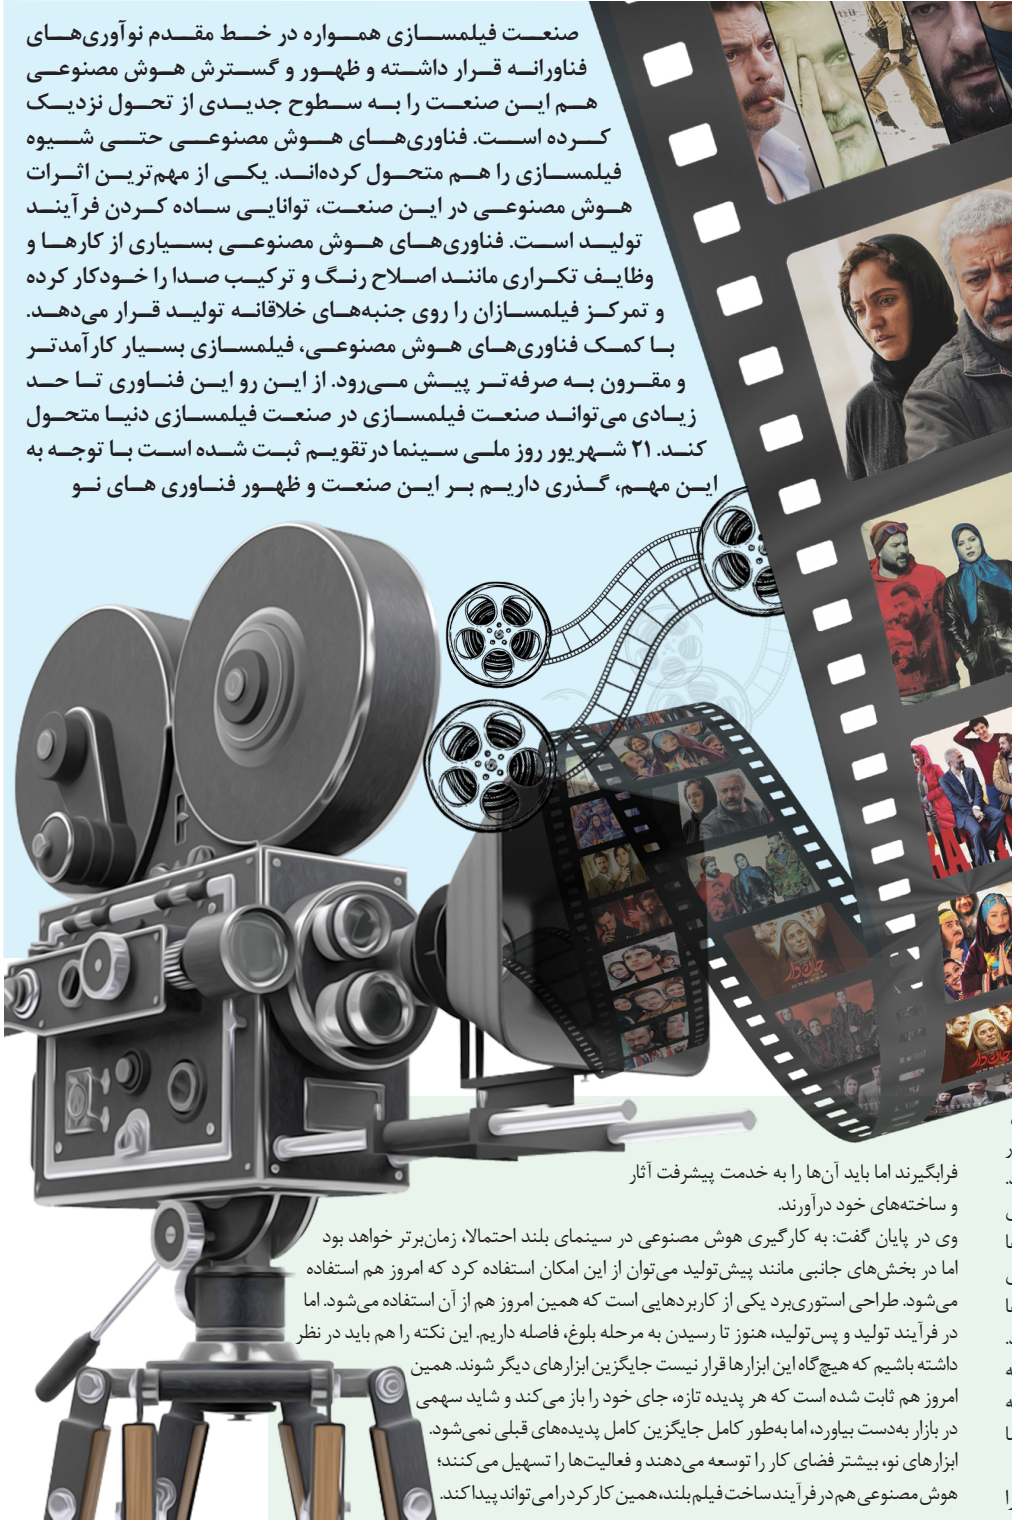 صنعت فیلمسازی همواره در خط مقدم نوآوری‌های
فناورانه قرار داشته و ظهور و گسترش هوش مصنوعی
هم این صنعت را به سطوح جدیدی از تحول نزدیک
کرده است. فناوری‌های هوش مصنوعی حتی شیوه
فیلمسازی را هم متحول کرده‌اند. یکی از مهم‌ترین اثرات
هوش مصنوعی در این صنعت، توانایی ساده کردن فرآیند
تولید است. فناوری‌های هوش مصنوعی بسیاری از کارها و
وظایف تکراری مانند اصلاح رنگ و ترکیب صدا را خودکار کرده
و تمرکز فیلمسازان را روی جنبه‌های خلاقانه تولید قرار می‌دهد.
با کمک فناوری‌های هوش مصنوعی، فیلمسازی بسیار کارآمدتر
و مقرون به صرفه‌تر پیش می‌رود. از این رو این فناوری تا حد
زیادی می‌تواند صنعت فیلمسازی در صنعت فیلمسازی دنیا متحول
کند. ۲۱ شهریور روز ملی سینما در تقویم ثبت شده است با توجه به
این مهم، گذری داریم بر این صنعت و ظهور فناوری های نو
جان‌دار
جان‌دار
فرابگیرند اما باید آن‌ها را به خدمت پیشرفت آثار
و ساخته‌های خود درآورند.
وی در پایان گفت: به کارگیری هوش مصنوعی در سینمای بلند احتمالا، زمان‌برتر خواهد بود
اما در بخش‌های جانبی مانند پیش‌تولید می‌توان از این امکان استفاده کرد که امروز هم استفاده
می‌شود. طراحی استوری‌برد یکی از کاربردهایی است که همین امروز هم از آن استفاده می‌شود. اما
در فرآیند تولید و پس‌تولید، هنوز تا رسیدن به مرحله بلوغ، فاصله داریم. این نکته را هم باید در نظر
داشته باشیم که هیچ‌گاه این ابزارها قرار نیست جایگزین ابزارهای دیگر شوند. همین
امروز هم ثابت شده است که هر پدیده تازه، جای خود را باز می‌کند و شاید سهمی
در بازار به‌دست بیاورد، اما به‌طور کامل جایگزین کامل پدیده‌های قبلی نمی‌شود.
ابزارهای نو، بیشتر فضای کار را توسعه می‌دهند و فعالیت‌ها را تسهیل می‌کنند؛
هوش مصنوعی هم در فرآیند ساخت فیلم بلند، همین کارکرد را می‌تواند پیدا کند.